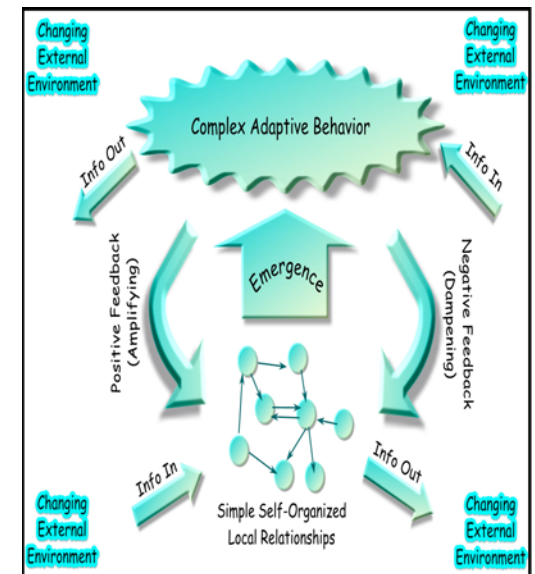 Changing
External
Environment
Changing
External
Environment
Complex Adaptive Behavior
Info Out
Info In
Positive Feedback
(Amplifying)
Emergence
Negative Feedback
(Dampening)
Info In
Info Out
Simple Self-Organized
Local Relationships
Changing
External
Environment
Changing
External
Environment